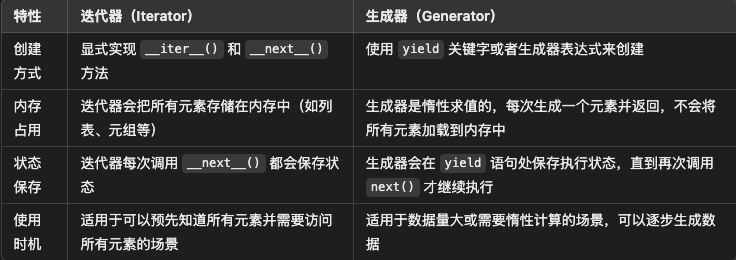 特性 迭代器（Iterator） 生成器（Generator）
创建 显式实现 __iter__() 和 __next__() 使用 yield 关键字或者生成器表达式来创建
方式 方法
内存 迭代器会把所有元素存储在内存中（如列 生成器是惰性求值的，每次生成一个元素并返回，不会将
占用 表、元组等） 所有元素加载到内存中
状态 迭代器每次调用 __next__() 都会保存状 生成器会在 yield 语句处保存执行状态，直到再次调用
保存 态 next() 才继续执行
使用 适用于可以预先知道所有元素并需要访问 适用于数据量大或需要惰性计算的场景，可以逐步生成数
时机 所有元素的场景 据